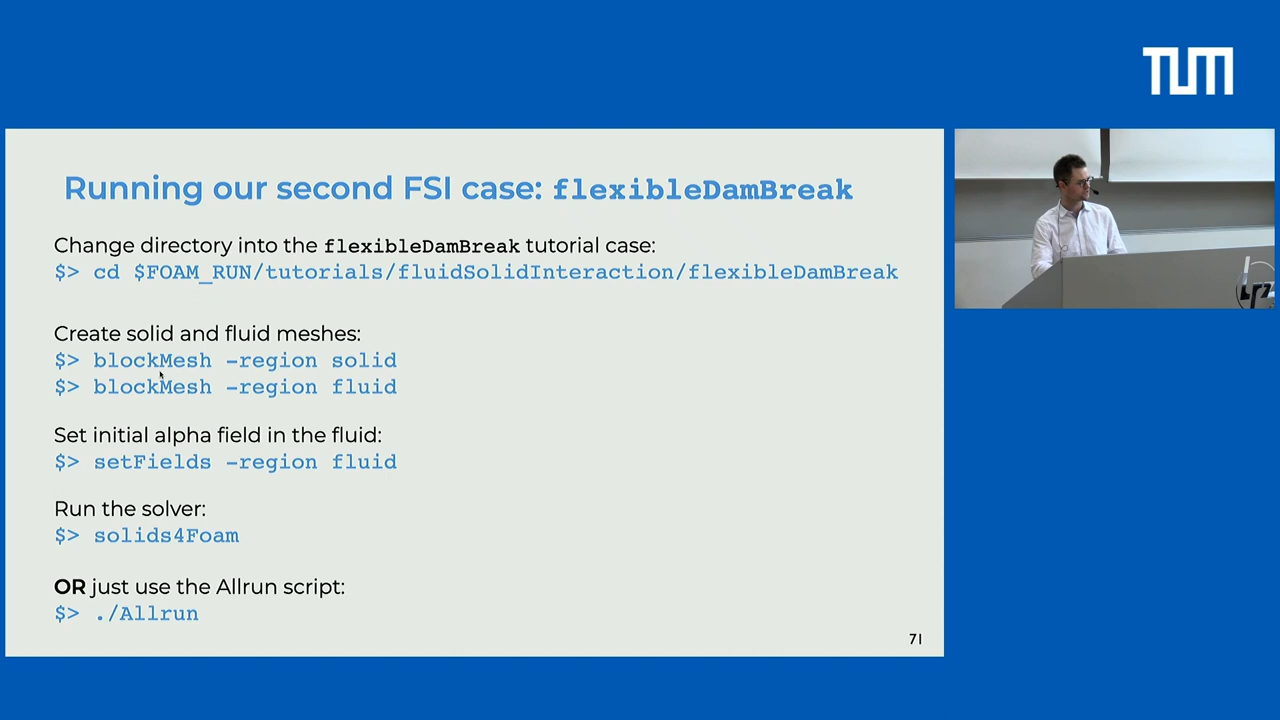 TUM
Running our second FSI case: flexibleDamBreak
Change directory into the flexibleDamBreak tutorial case:
$> cd $FOAM_RUN/tutorials/fluidSolidInteraction/flexibleDamBreak
Create solid and fluid meshes:
$> blockMesh -region solid
$> blockMesh -region fluid
Set initial alpha field in the fluid:
$> setFields -region fluid
Run the solver:
$> solids4Foam
OR just use the Allrun script:
$> ./Allrun
71
lrz